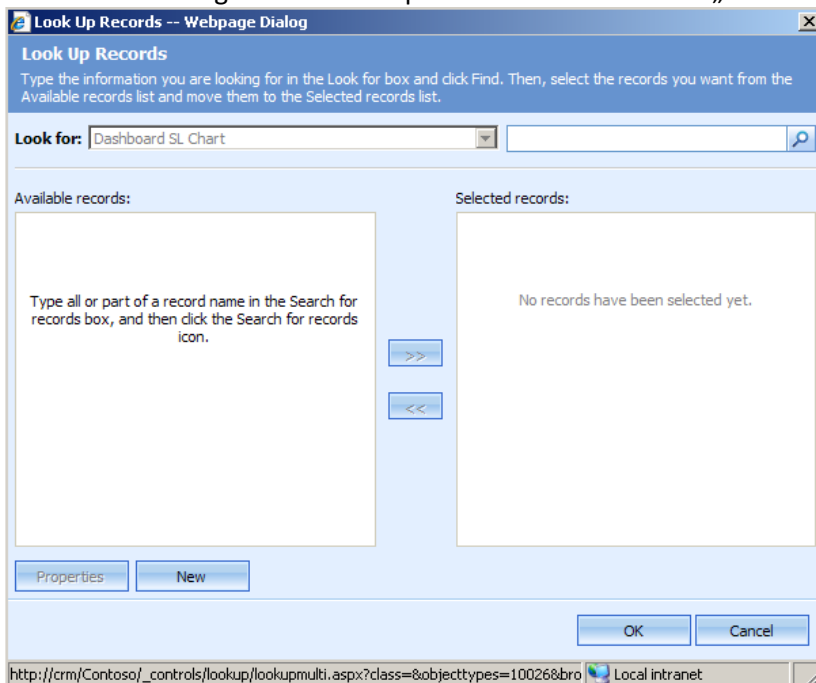 Look Up Records -- Webpage Dialog
Look Up Records
Type the information you are looking for in the Look for box and click Find. Then, select the records you want from the
Available records list and move them to the Selected records list.
Look for: Dashboard SL Chart
Available records:
Selected records:
Type all or part of a record name in the Search for
records box, and then click the Search for records
icon.
No records have been selected yet.
>>
<<
Properties New
OK Cancel
http://crm/Contoso/_controls/lookup/lookupmulti.aspx?class=&objecttypes=10026&bro Local intranet